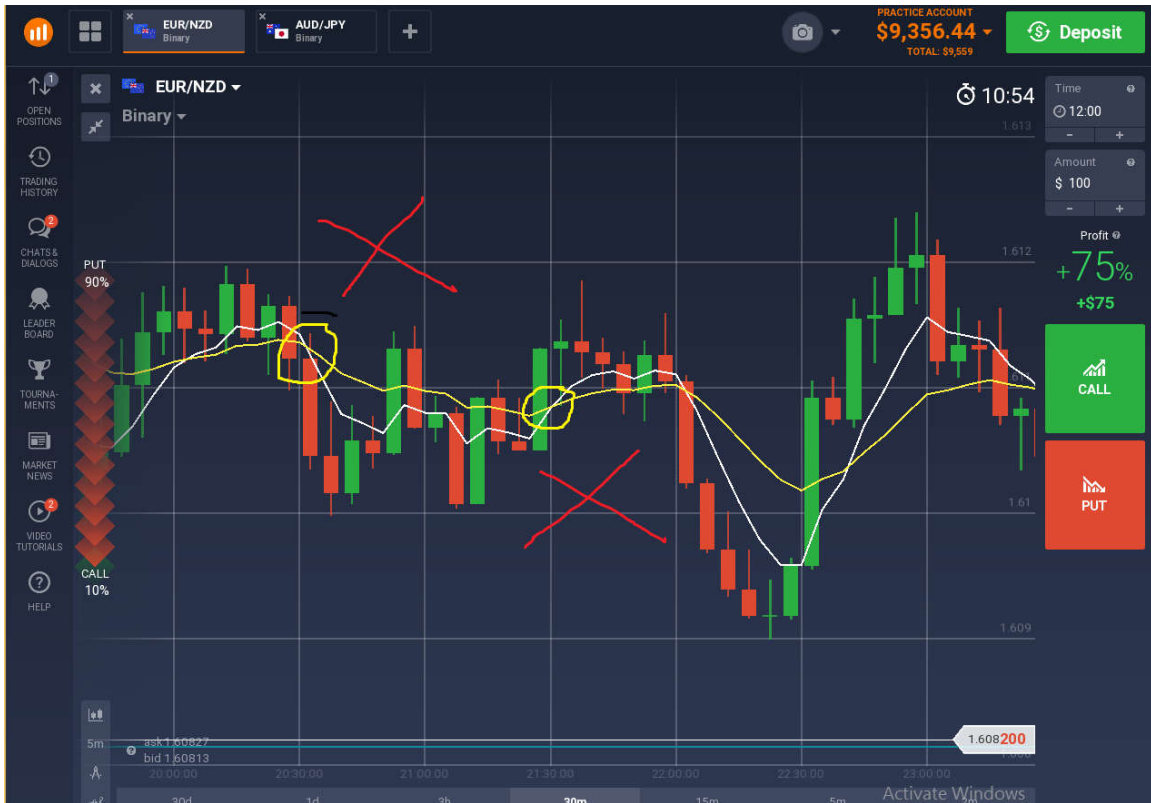 EUR/NZD
Binary
AUD/JPY
Binary
PRACTICE ACCOUNT
$9,356.44
TOTAL: $9,559
Deposit
1
OPEN
POSITIONS
TRADING
HISTORY
2
CHATS &
DIALOGS
LEADER
BOARD
TOURNA-
MENTS
MARKET
NEWS
2
VIDEO
TUTORIALS
HELP
EUR/NZD
Binary
10:54
PUT
90%
CALL
10%
1.613
1.612
1.61
1.609
5m
ask 1.60827
bid 1.60813
1.608200
20:00:00
20:30:00
21:00:00
21:30:00
22:00:00
22:30:00
23:00:00
30d
1d
3h
30m
15m
5m
Activate Windows
Time
12:00
- +
Amount
$ 100
- +
Profit
+75%
+$75
CALL
PUT